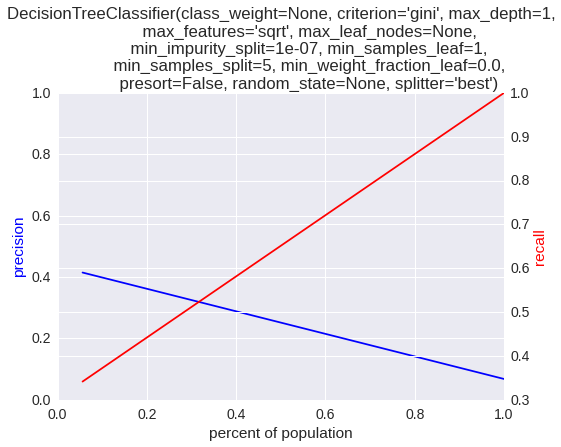 DecisionTreeClassifier(class_weight=None, criterion='gini', max_depth=1,
max_features='sqrt', max_leaf_nodes=None,
min_impurity_split=1e-07, min_samples_leaf=1,
min_samples_split=5, min_weight_fraction_leaf=0.0,
presort=False, random_state=None, splitter='best')
1.0
0.8
0.6
0.4
0.2
0.0
precision
1.0
0.9
0.8
0.7
0.6
0.5
0.4
0.3
recall
0.0 0.2 0.4 0.6 0.8 1.0
percent of population